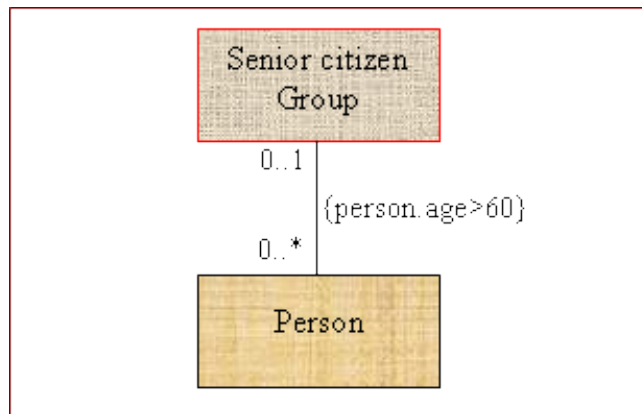 Senior citizen
Group
0..1
{person.age>60}
0..*
Person